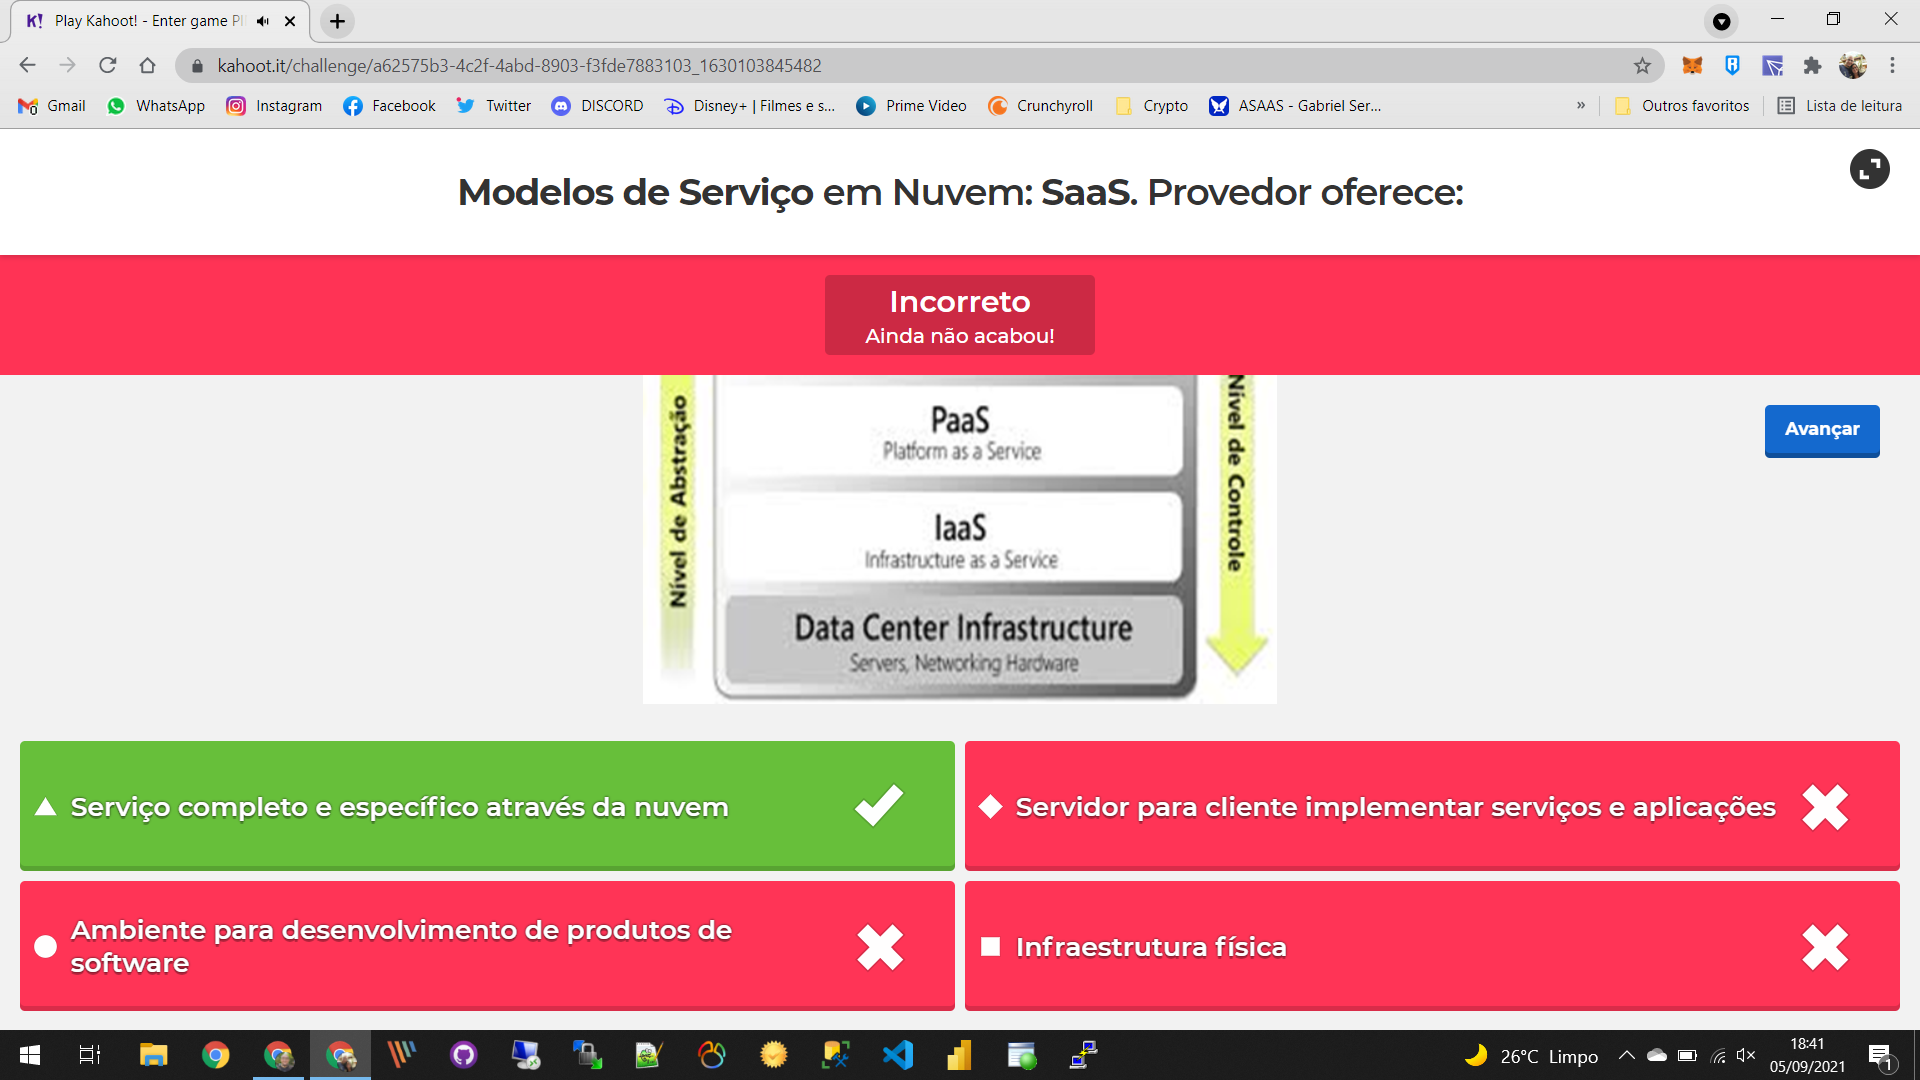 Play Kahoot! - Enter game P
kahoot.it/challenge/a62575b3-4c2f-4abd-8903-f3fde7883103_1630103845482
Gmail WhatsApp Instagram Facebook Twitter DISCORD Disney+ | Filmes e s... Prime Video Crunchyroll Crypto ASAAS - Gabriel Ser... » Outros favoritos Lista de leitura
Modelos de Serviço em Nuvem: SaaS. Provedor oferece:
Incorreto
Ainda não acabou!
Avançar
Nível de Abstração
PaaS
Platform as a Service
IaaS
Infrastructure as a Service
Data Center Infrastructure
Servers, Networking Hardware
Nível de Controle
Serviço completo e específico através da nuvem
Servidor para cliente implementar serviços e aplicações
Ambiente para desenvolvimento de produtos de
software
Infraestrutura física
26°C Limpo
18:41
05/09/2021
1